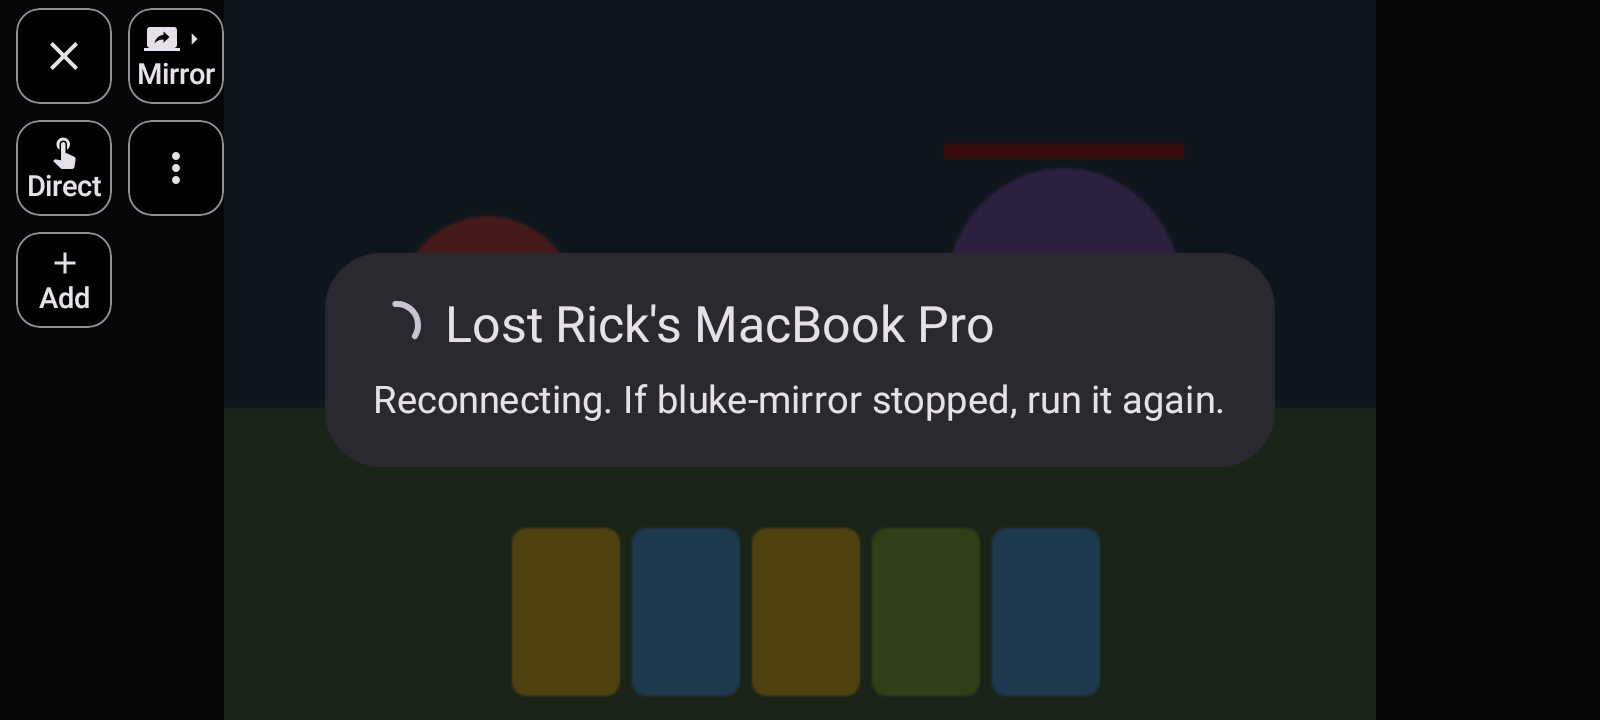 Mirror
Direct
Add
Lost Rick's MacBook Pro
Reconnecting. If bluke-mirror stopped, run it again.